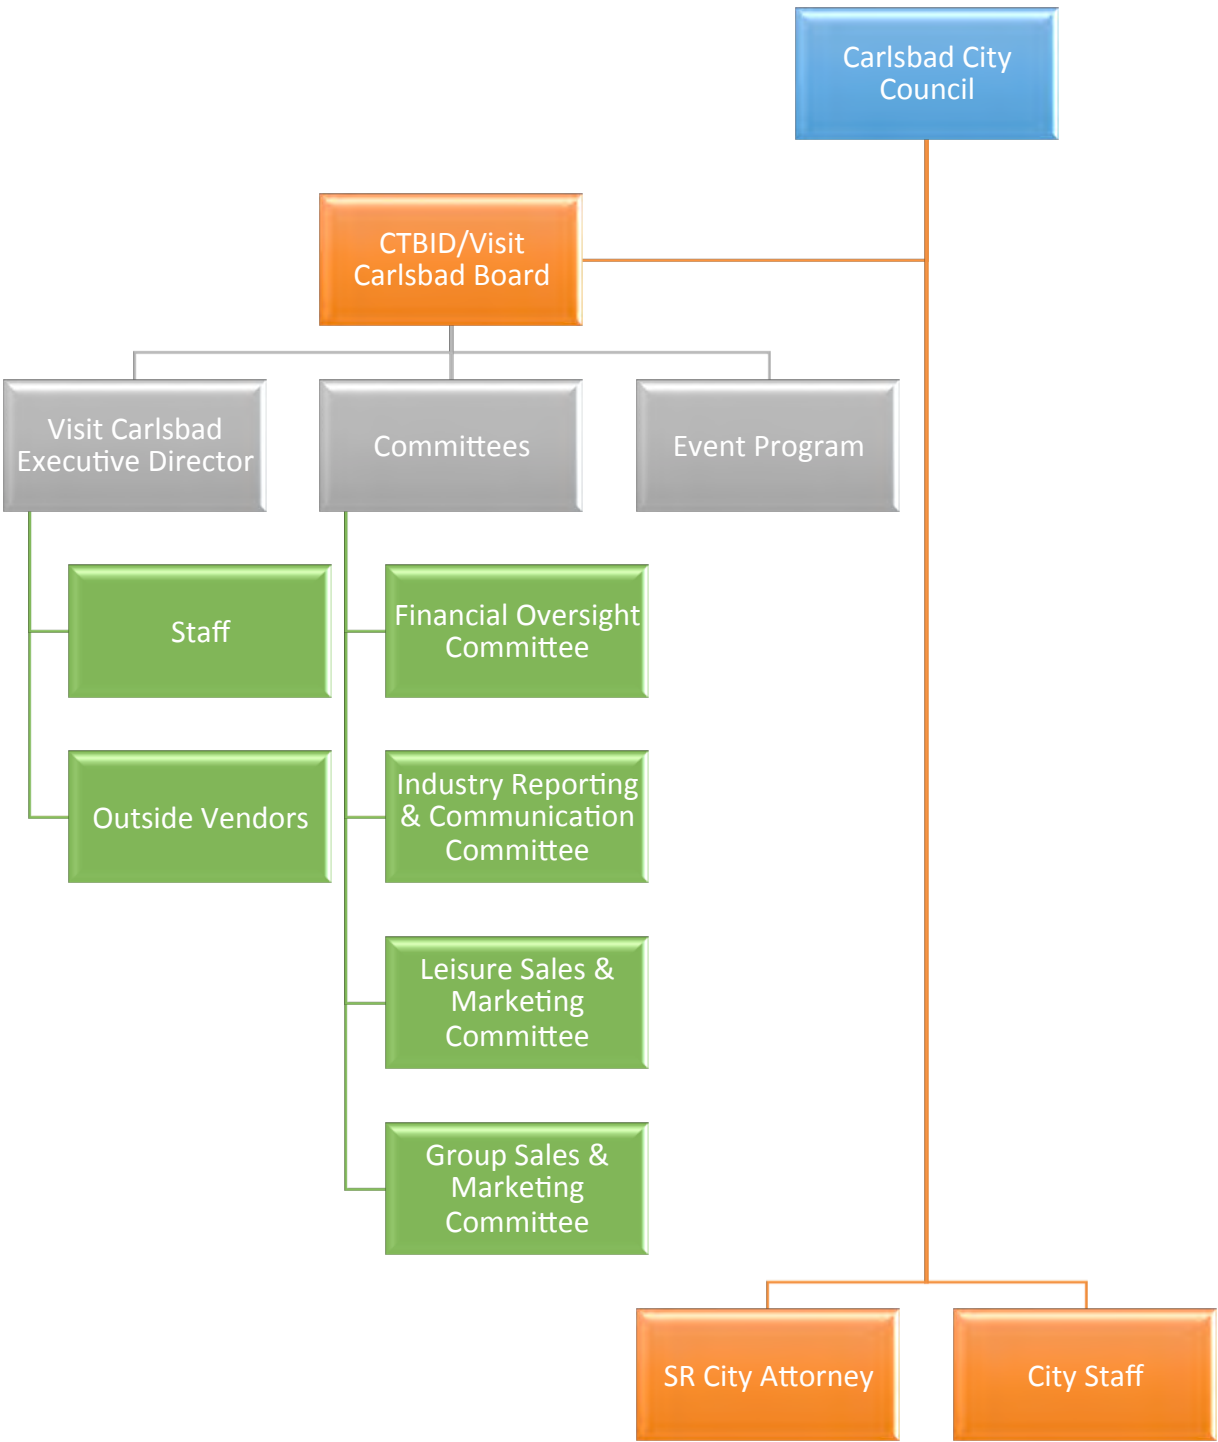 Carlsbad City
Council
CTBID/Visit
Carlsbad Board
Visit Carlsbad
Executive Director
Committees
Event Program
Staff
Outside Vendors
Financial Oversight
Committee
Industry Reporting
& Communication
Committee
Leisure Sales &
Marketing
Committee
Group Sales &
Marketing
Committee
SR City Attorney
City Staff